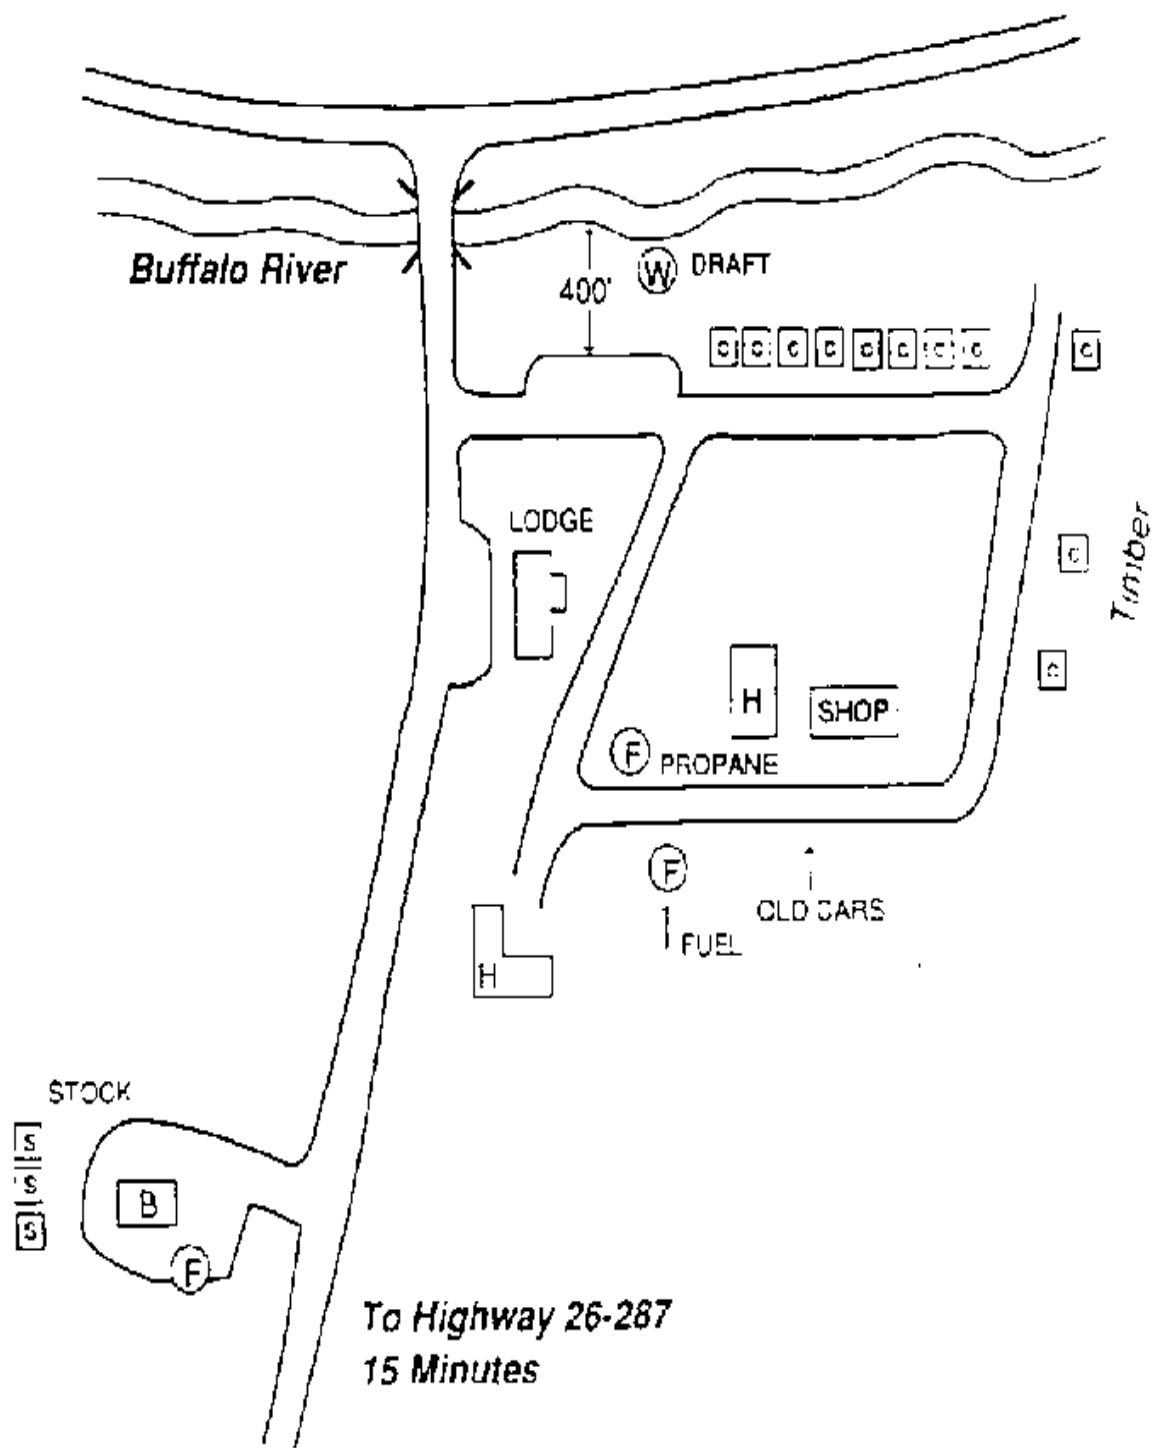 Buffalo River
W DRAFT
400'
C C C C C C C C C
LODGE
C
Timber
C
H
SHOP
F PROPANE
F
OLD CARS
FUEL
H
STOCK
S
S
B
S
F
To Highway 26-287
15 Minutes